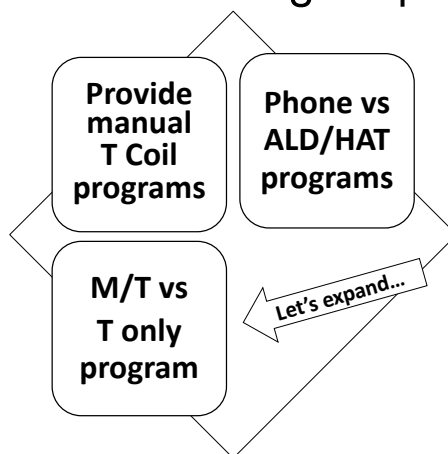 Provide
manual
T Coil
programs
Phone vs
ALD/HAT
programs
M/T vs
T only
program
Let's expand...